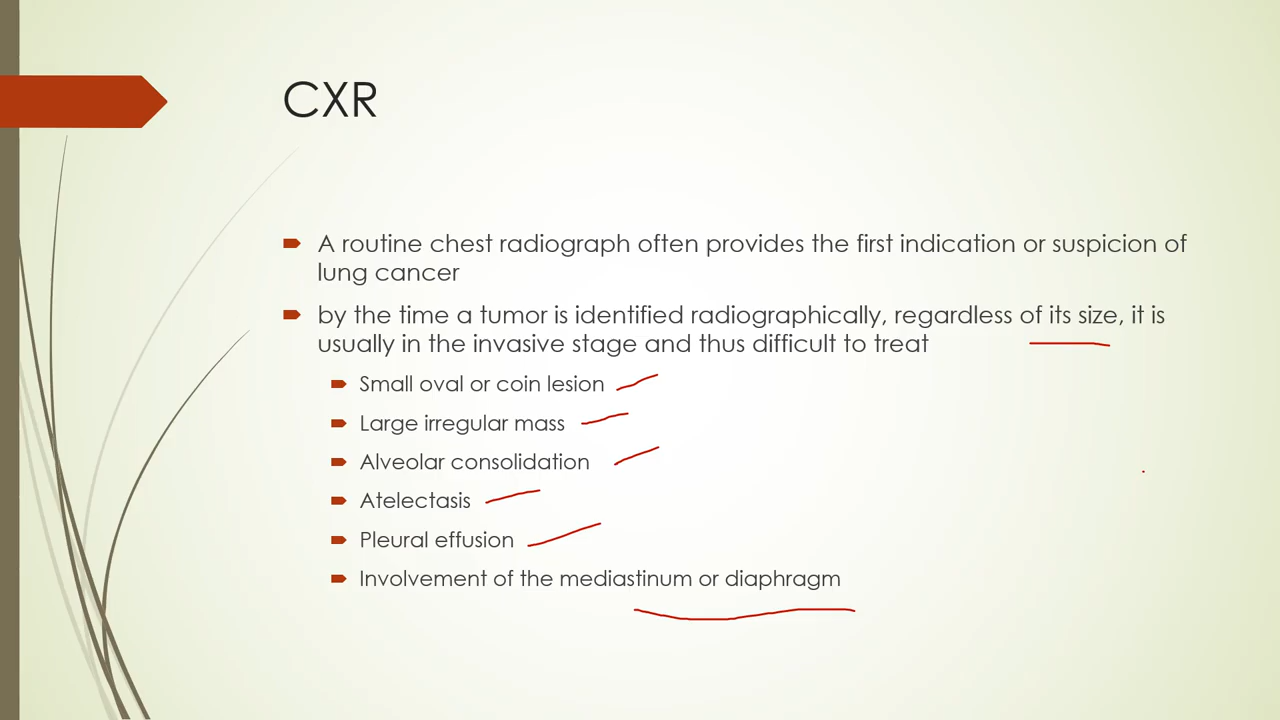 CXR
A routine chest radiograph often provides the first indication or suspicion of
lung cancer
by the time a tumor is identified radiographically, regardless of its size, it is
usually in the invasive stage and thus difficult to treat
Small oval or coin lesion
Large irregular mass
Alveolar consolidation
Atelectasis
Pleural effusion
Involvement of the mediastinum or diaphragm